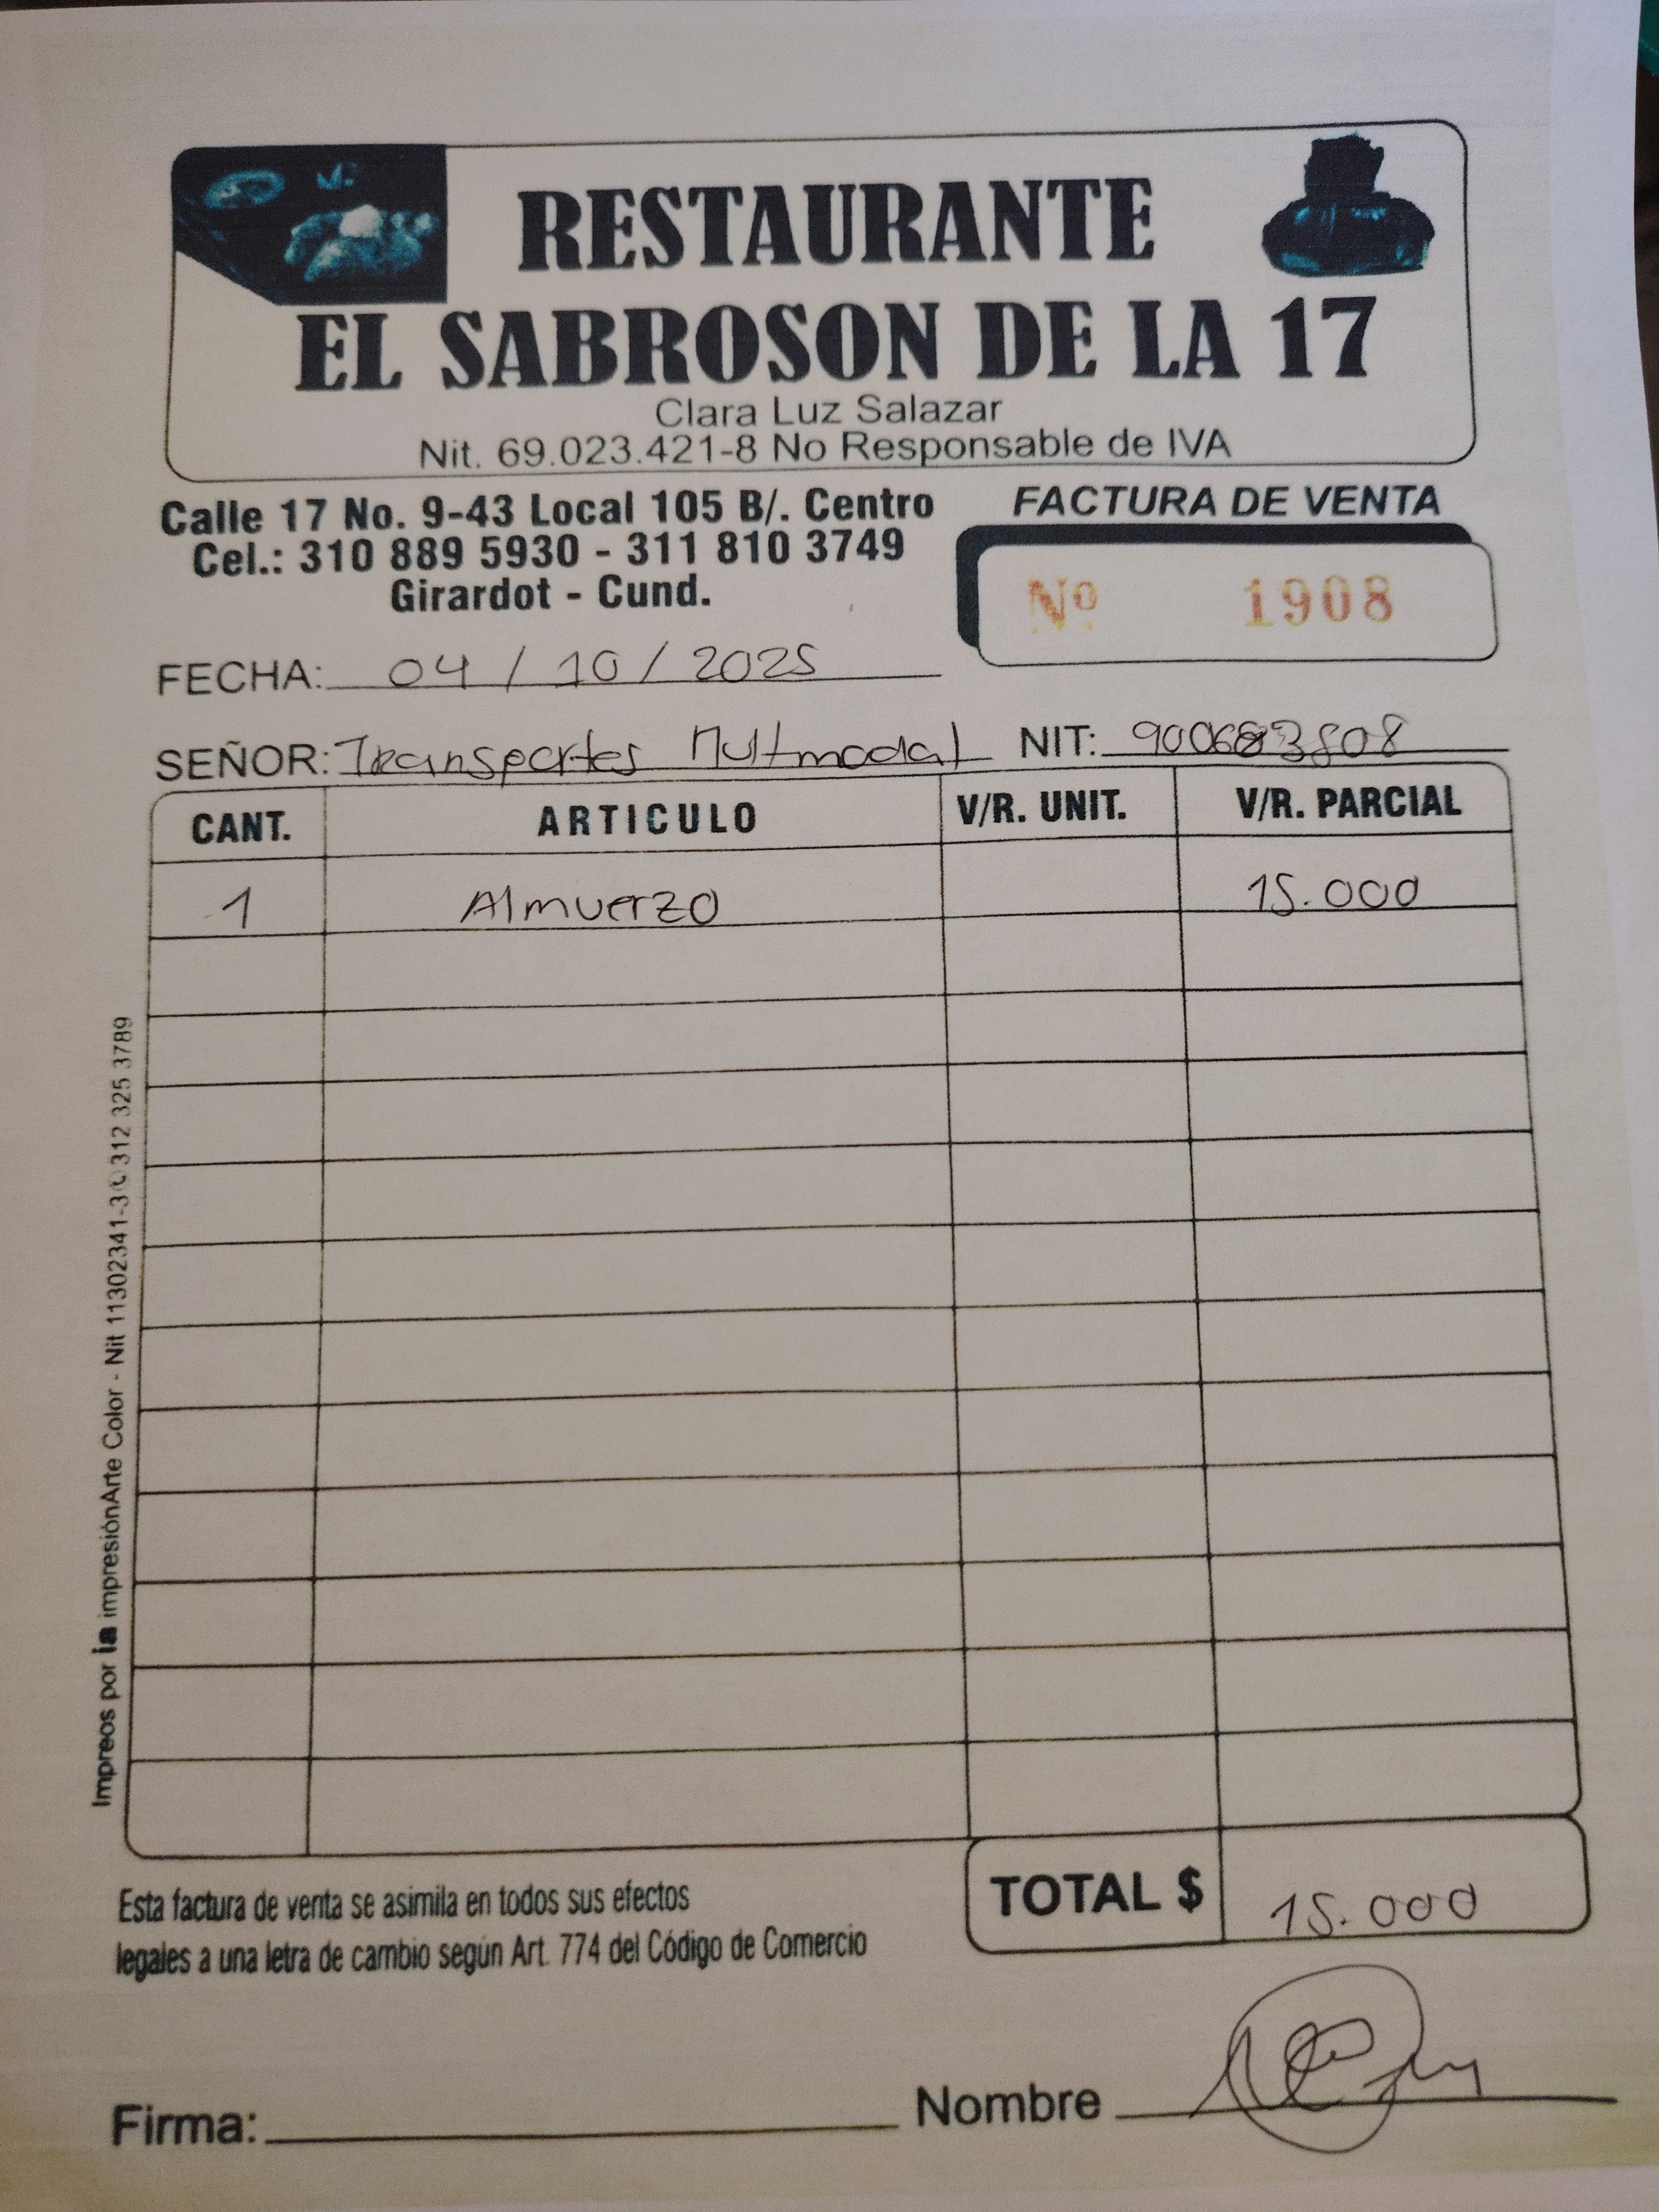 RESTAURANTE
EL SABROSON DE LA 17
Clara Luz Salazar
Nit. 69.023.421-8 No Responsable de IVA
Calle 17 No. 9-43 Local 105 B/. Centro
Cel.: 310 889 5930 - 311 810 3749
Girardot - Cund.
FACTURA DE VENTA
Nº 1908
FECHA: 04 / 10 / 2025
SEÑOR: Transportes Multmodal NIT: 900683808
CANT. ARTICULO V/R. UNIT. V/R. PARCIAL
1 Almuerzo 15.000
Impreos por ia impresiónArte Color - Nit 11302341-3 312 325 3789
TOTAL $ 15.000
Esta factura de venta se asimila en todos sus efectos
legales a una letra de cambio según Art. 774 del Código de Comercio
Firma: Nombre